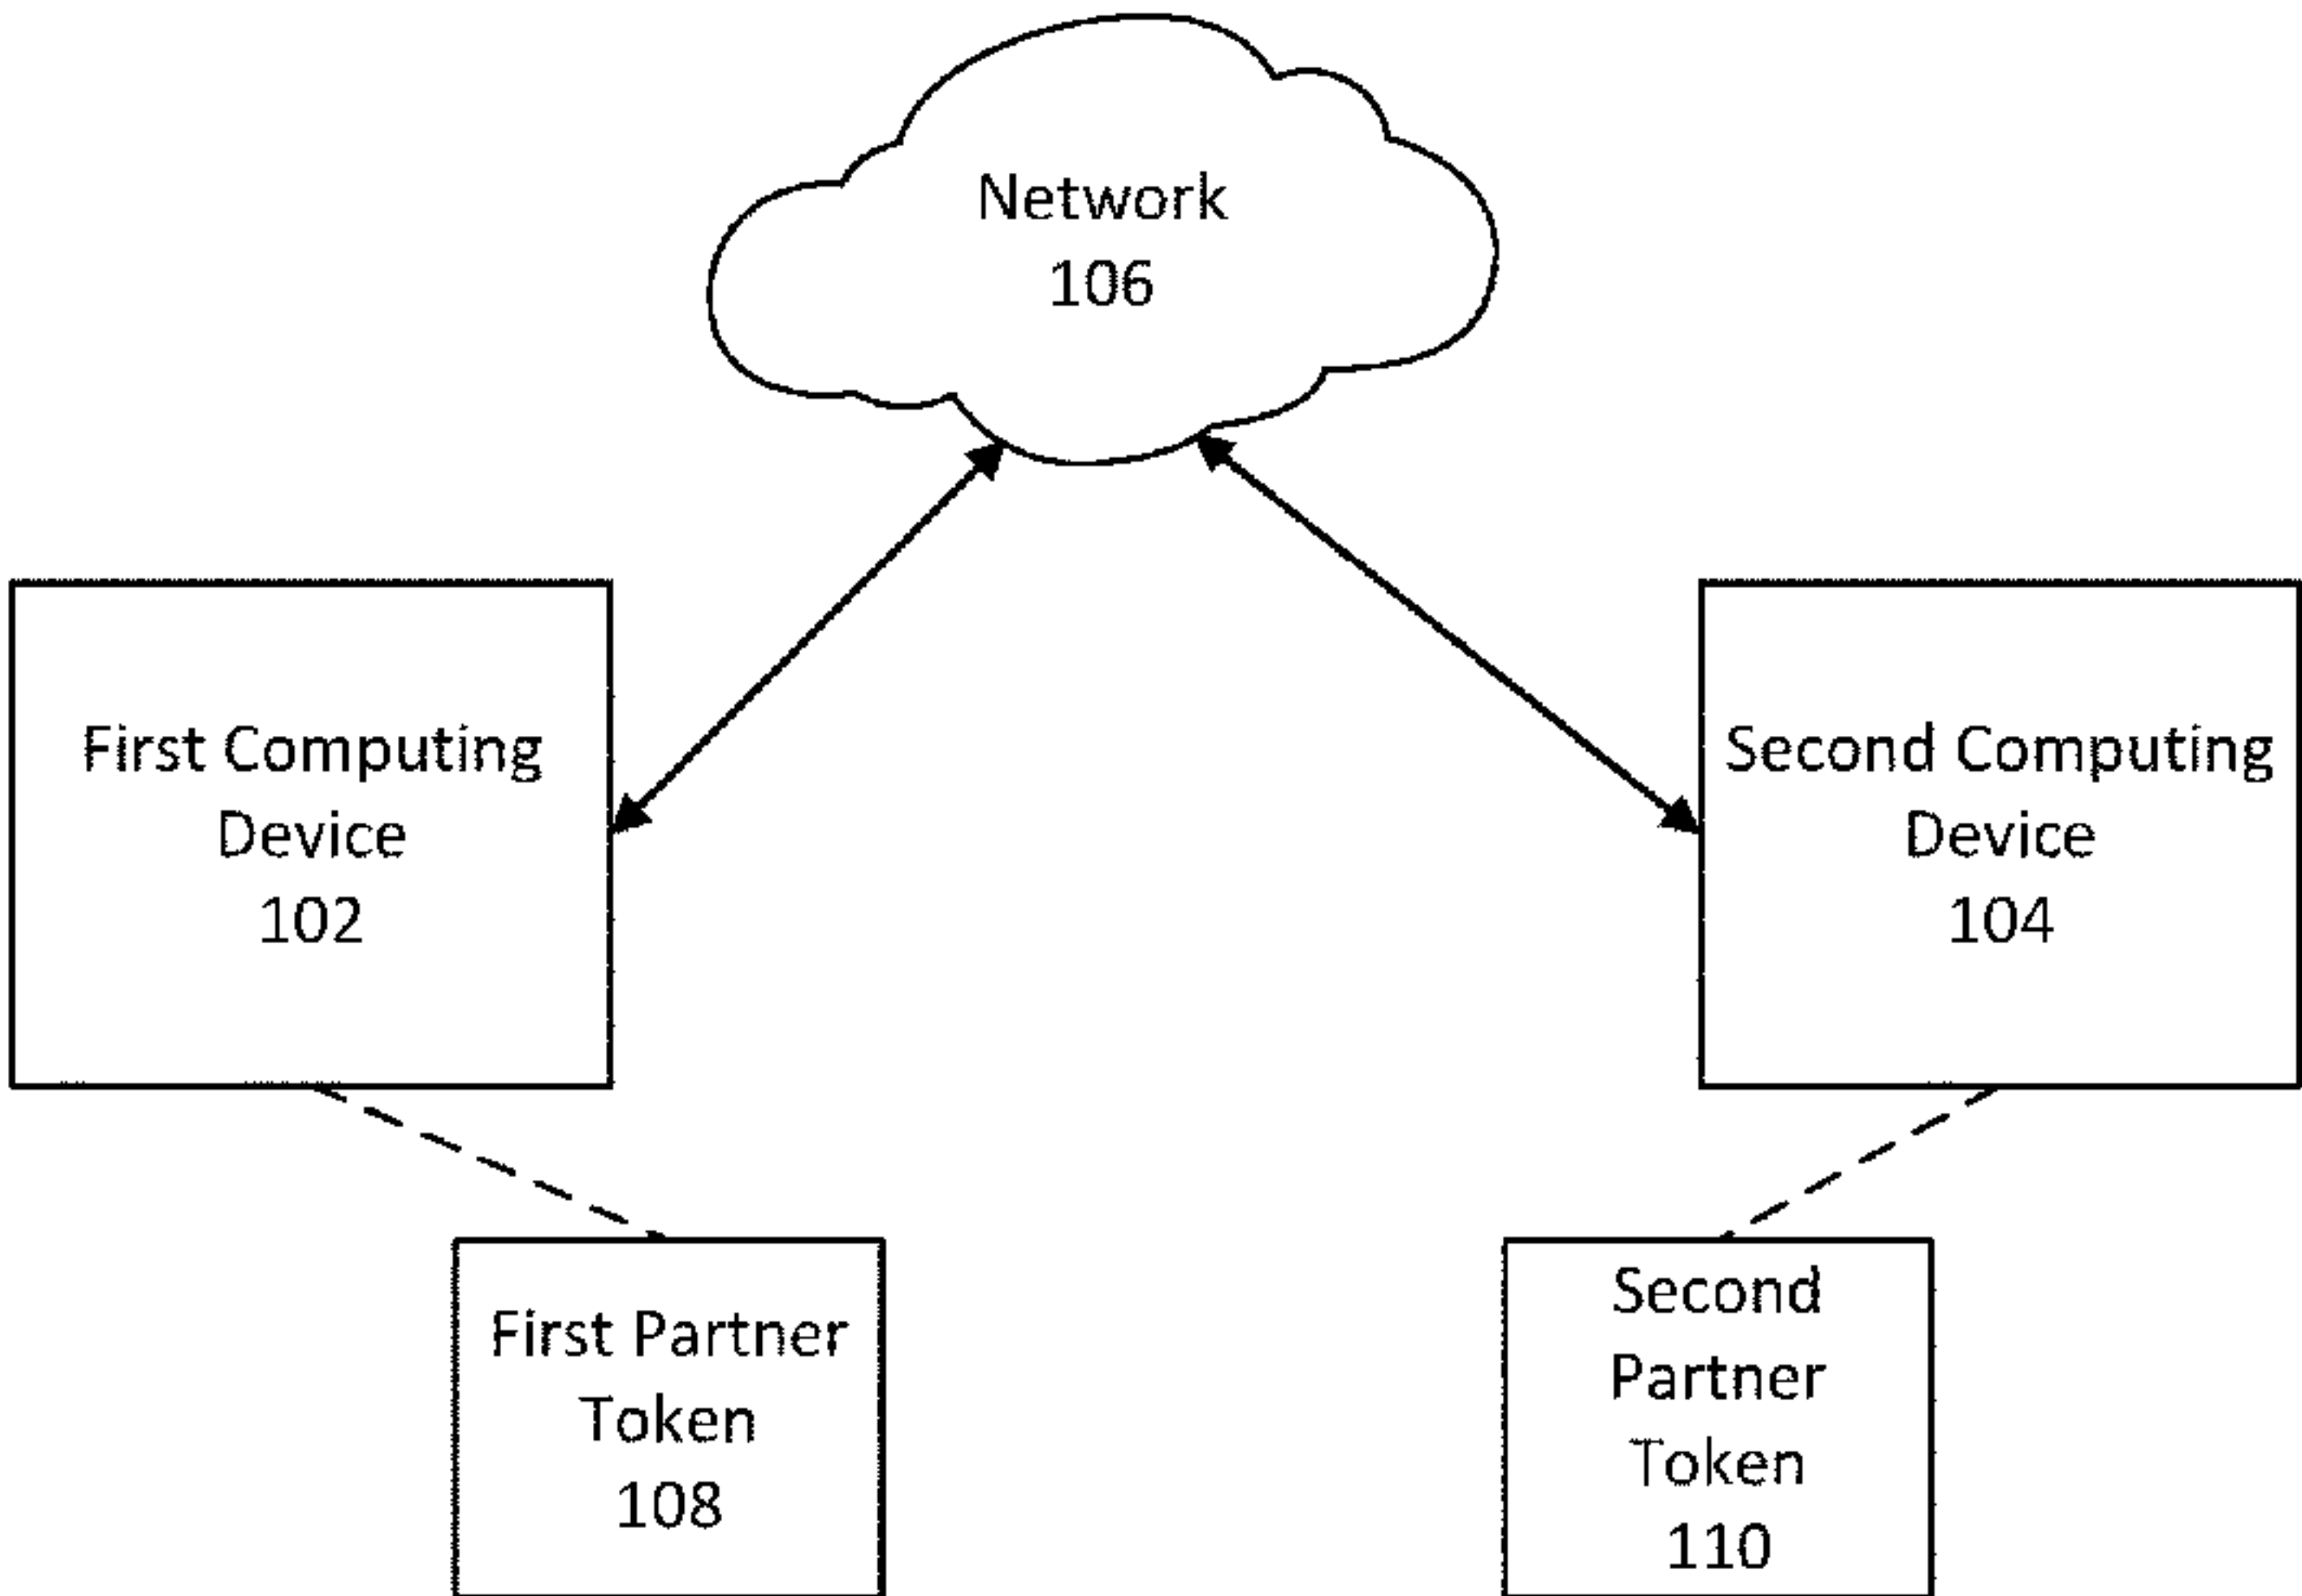 Network
106
First Computing
Device
102
Second Computing
Device
104
First Partner
Token
108
Second
Partner
Token
110